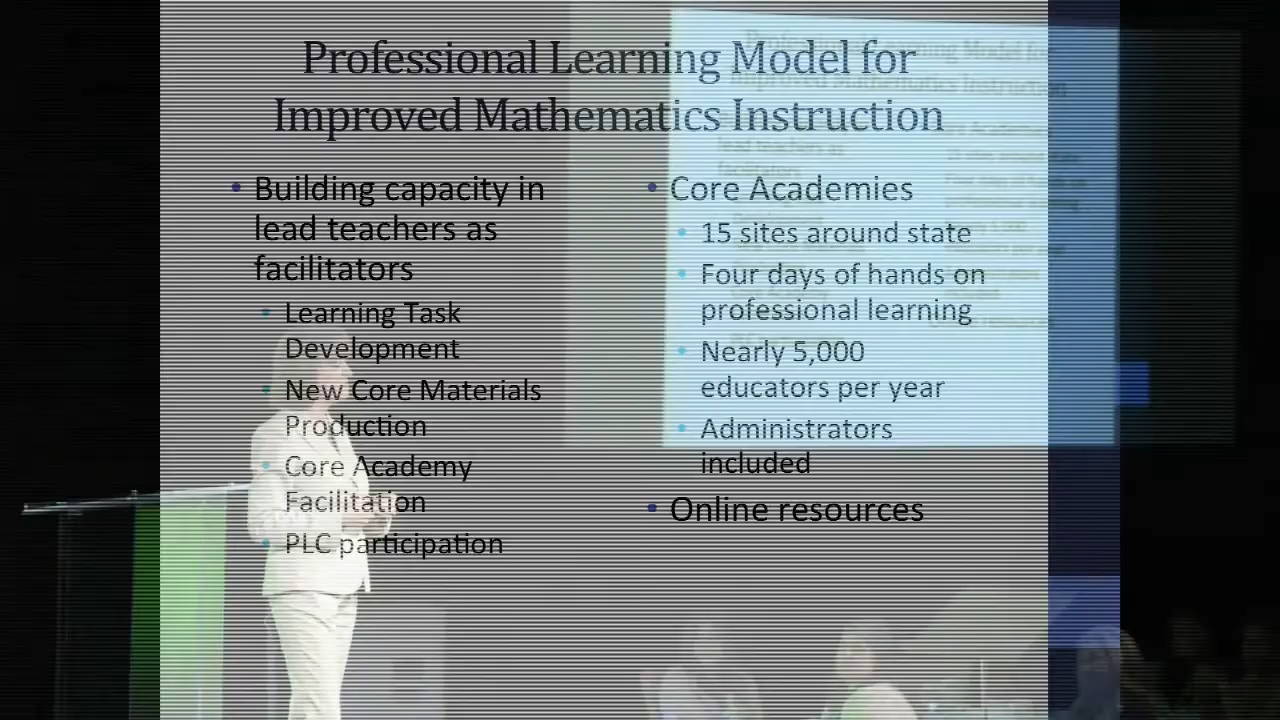 Professional Learning Model for
Improved Mathematics Instruction
• Building capacity in
lead teachers as
facilitators
• Learning Task
Development
• New Core Materials
Production
• Core Academy
Facilitation
• PLC participation
• Core Academies
• 15 sites around state
• Four days of hands on
professional learning
• Nearly 5,000
educators per year
• Administrators
included
• Online resources